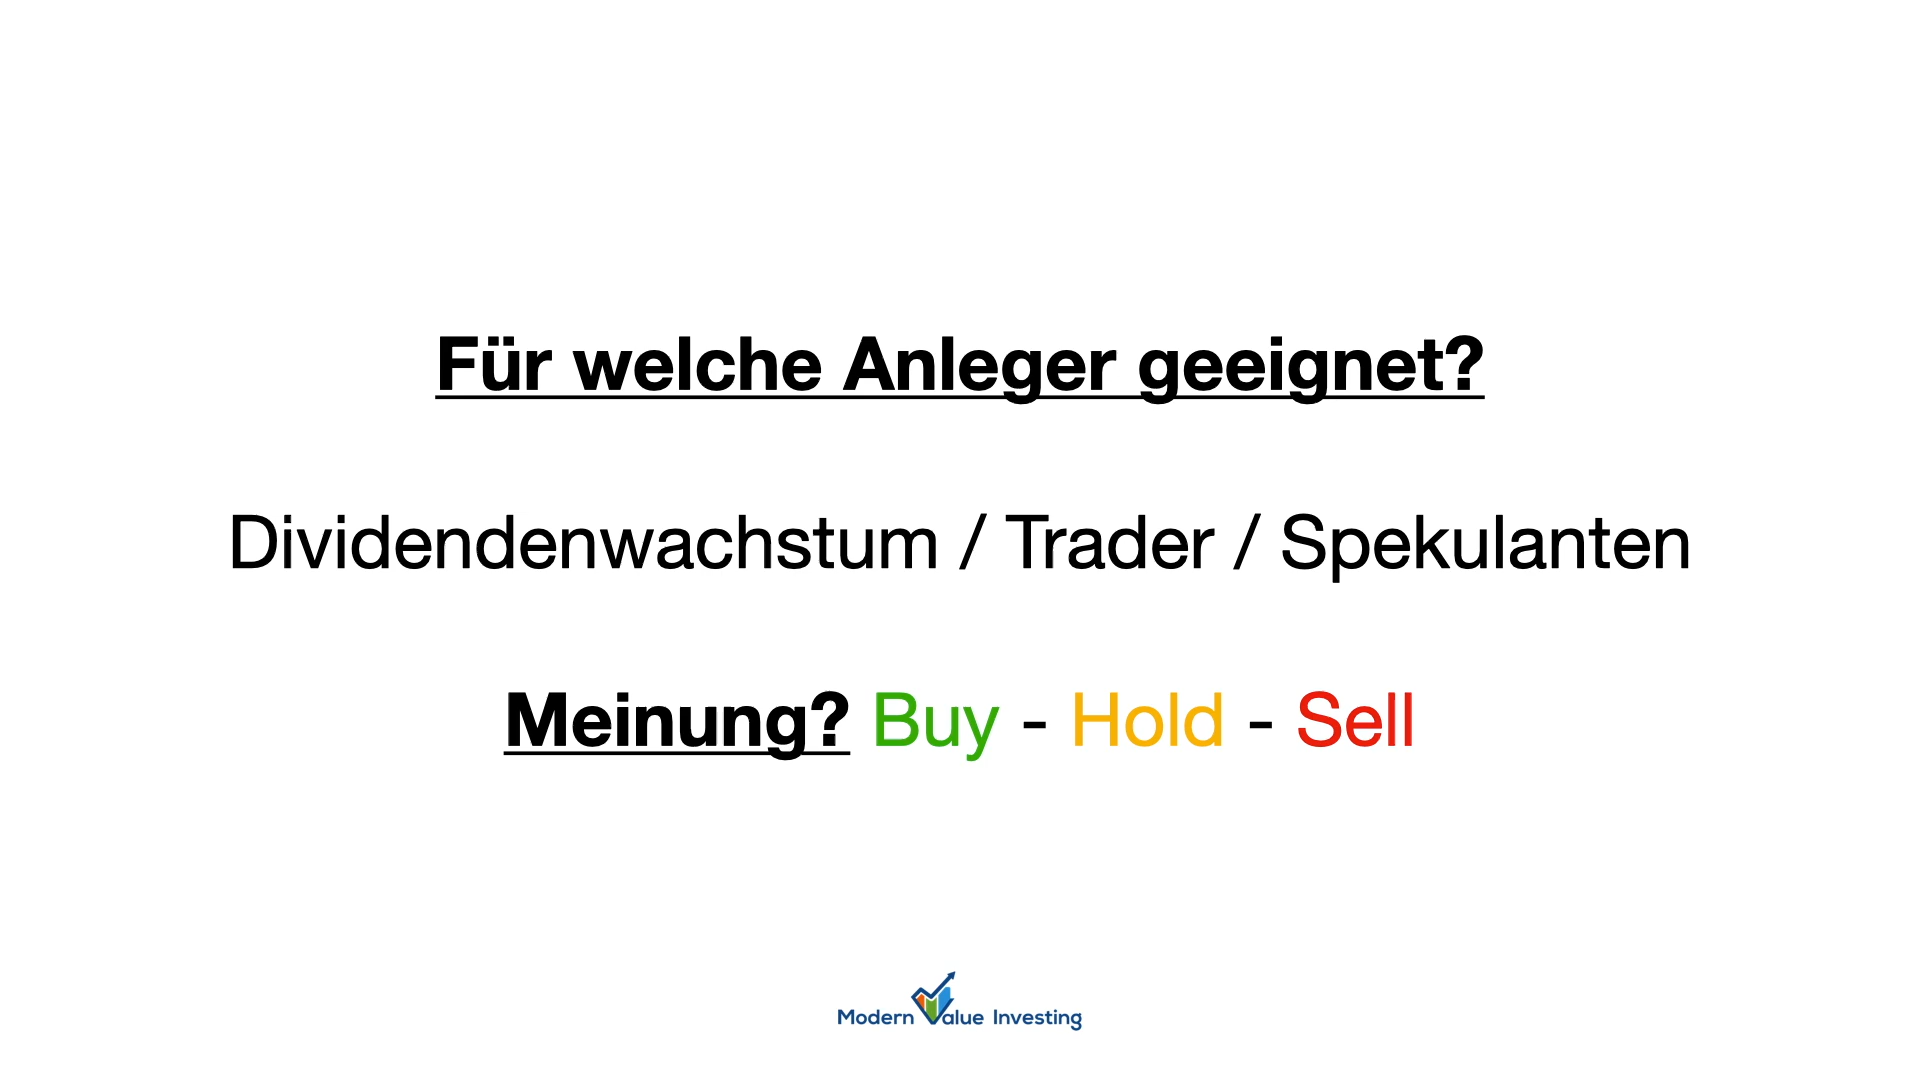 Für welche Anleger geeignet?
Dividendenwachstum / Trader / Spekulanten
Meinung? Buy - Hold - Sell
Modern Value Investing